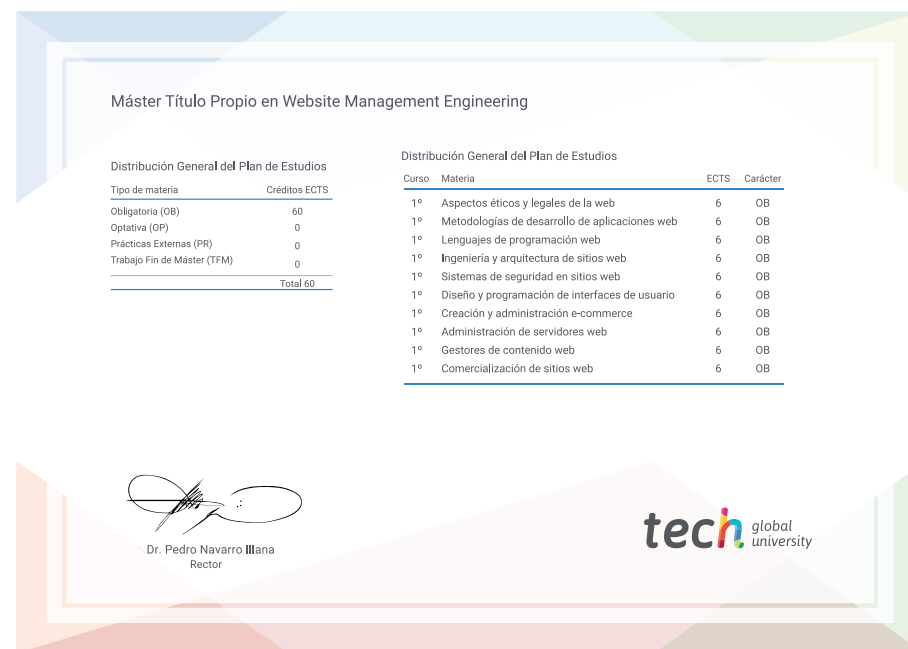 Máster Título Propio en Website Management Engineering
Distribución General del Plan de Estudios
Tipo de materia Créditos ECTS
Obligatoria (OB) 60
Optativa (OP) 0
Prácticas Externas (PR) 0
Trabajo Fin de Máster (TFM) 0
Total 60
Distribución General del Plan de Estudios
Curso Materia ECTS Carácter
1º Aspectos éticos y legales de la web 6 OB
1º Metodologías de desarrollo de aplicaciones web 6 OB
1º Lenguajes de programación web 6 OB
1º Ingeniería y arquitectura de sitios web 6 OB
1º Sistemas de seguridad en sitios web 6 OB
1º Diseño y programación de interfaces de usuario 6 OB
1º Creación y administración e-commerce 6 OB
1º Administración de servidores web 6 OB
1º Gestores de contenido web 6 OB
1º Comercialización de sitios web 6 OB
Dr. Pedro Navarro Illana
Rector
tech global
university